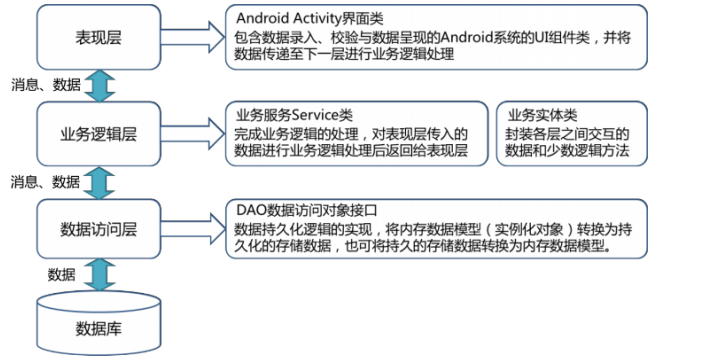 表现层
Android Activity界面类
包含数据录入、校验与数据呈现的Android系统的UI组件类，并将
数据传递至下一层进行业务逻辑处理
消息、数据
业务逻辑层
业务服务Service类
完成业务逻辑的处理，对表现层传入的
数据进行业务逻辑处理后返回给表现层
业务实体类
封装各层之间交互的
数据和少数逻辑方法
消息、数据
数据访问层
DAO数据访问对象接口
数据持久化逻辑的实现，将内存数据模型（实例化对象）转换为持
久化的存储数据，也可将持久的存储数据转换为内存数据模型。
数据
数据库